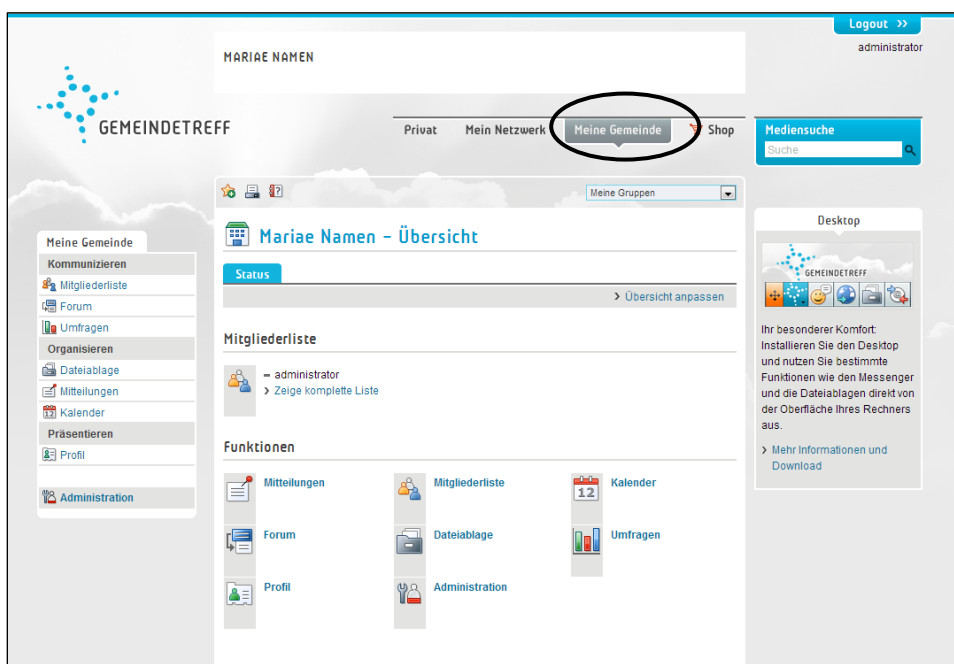 Logout >>
administrator
MARIAE NAMEN
GEMEINDETREFF
Privat Mein Netzwerk Meine Gemeinde Shop
Mediensuche
Suche
Meine Gruppen
Meine Gemeinde
Kommunizieren
Mitgliederliste
Forum
Umfragen
Organisieren
Dateiablage
Mitteilungen
12 Kalender
Präsentieren
Profil
Administration
Mariae Namen – Übersicht
Status
> Übersicht anpassen
Mitgliederliste
– administrator
> Zeige komplette Liste
Funktionen
Mitteilungen Mitgliederliste 12 Kalender
Forum Dateiablage Umfragen
Profil Administration
Desktop
GEMEINDETREFF
Ihr besonderer Komfort:
Installieren Sie den Desktop
und nutzen Sie bestimmte
Funktionen wie den Messenger
und die Dateiablagen direkt von
der Oberfläche Ihres Rechners
aus.
> Mehr Informationen und
Download